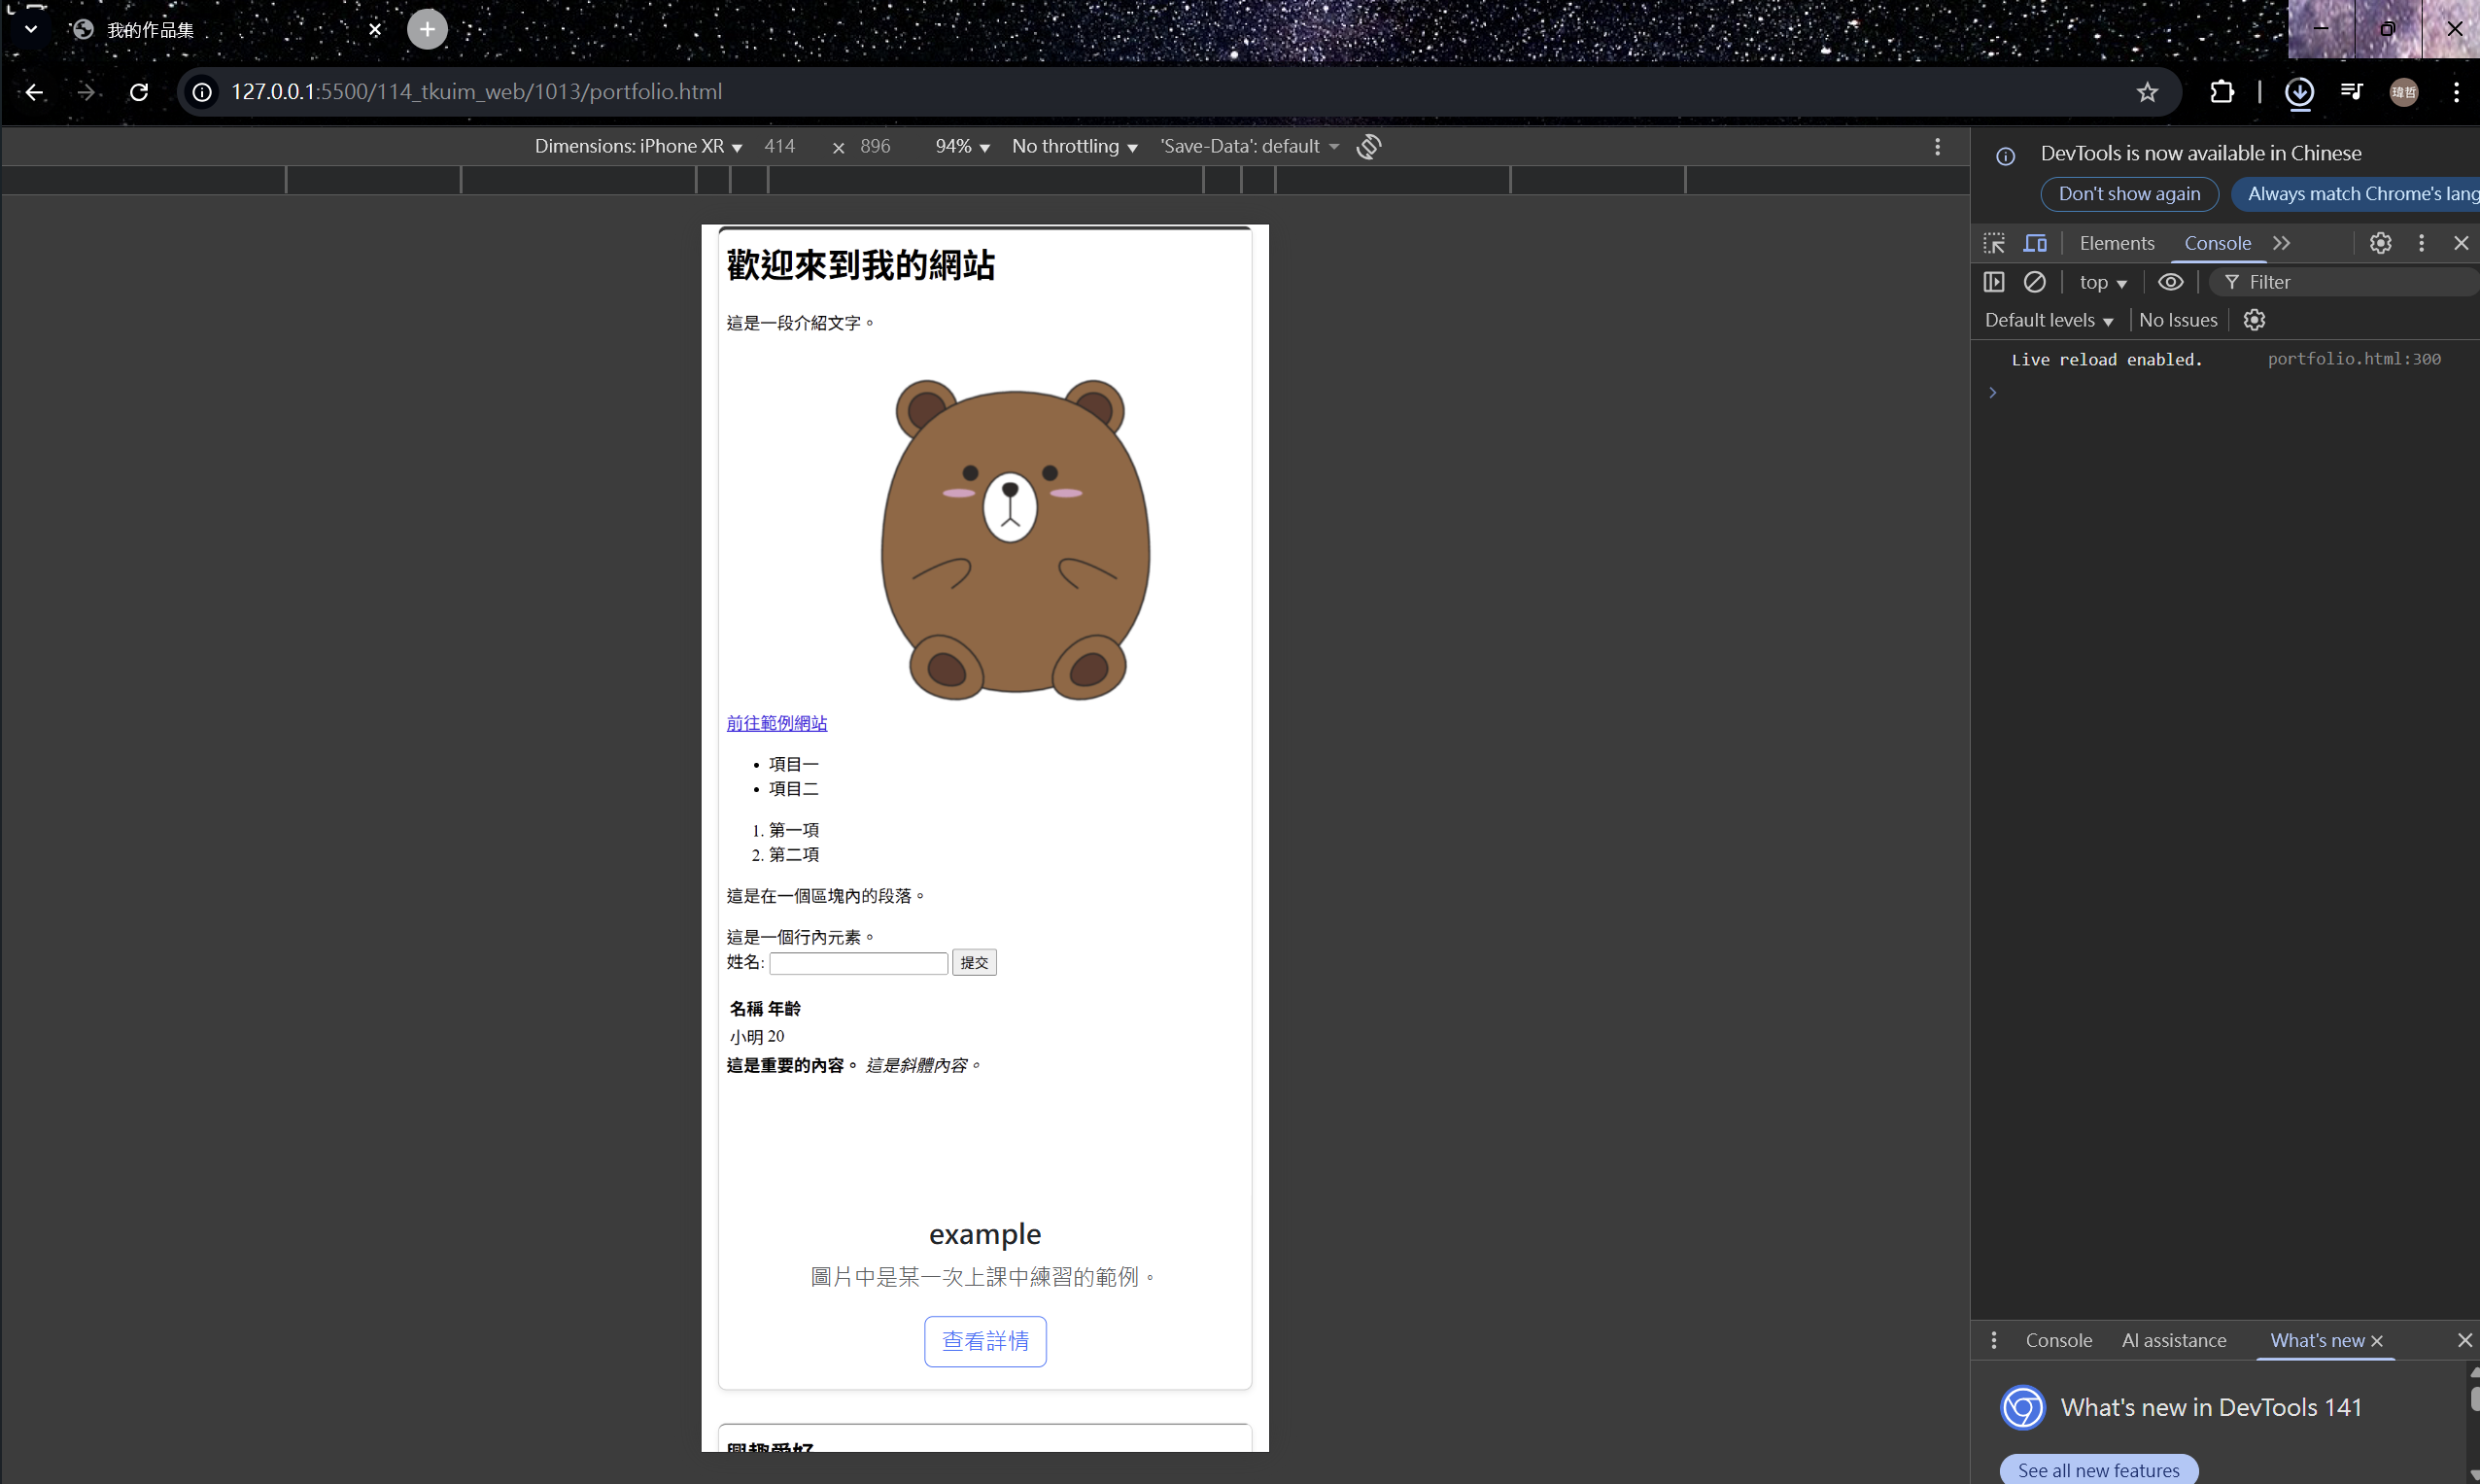 我的作品集
127.0.0.1:5500/114_tkuim_web/1013/portfolio.html
瑋哲
Dimensions: iPhone XR 414 × 896 94% No throttling 'Save-Data': default
DevTools is now available in Chinese
Don't show again Always match Chrome's lang
Elements Console
top Filter
Default levels No Issues
Live reload enabled. portfolio.html:300
歡迎來到我的網站
這是一段介紹文字。
前往範例網站
• 項目一
• 項目二
1. 第一項
2. 第二項
這是在一個區塊內的段落。
這是一個行內元素。
姓名: 提交
名稱 年齡
小明 20
這是重要的內容。 這是斜體內容。
example
圖片中是某一次上課中練習的範例。
查看詳情
興趣愛好
Console AI assistance What's new
What's new in DevTools 141
See all new features